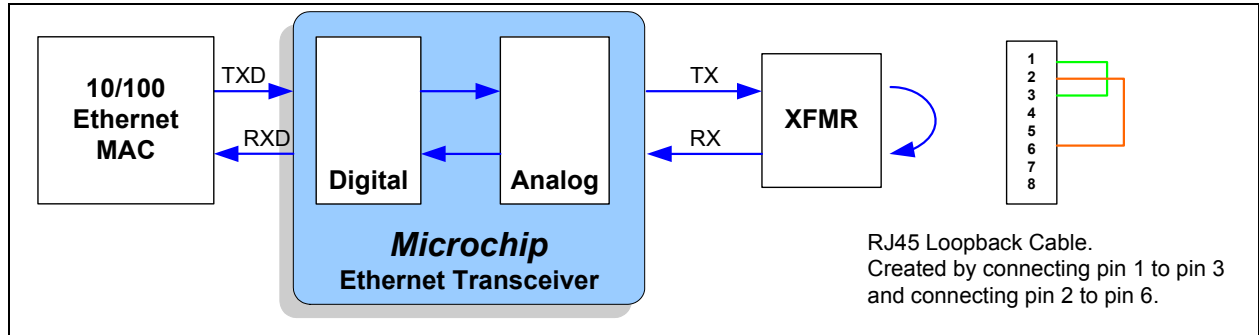 10/100
Ethernet
MAC
TXD
RXD
Digital
Analog
Microchip
Ethernet Transceiver
TX
RX
XFMR
1
2
3
4
5
6
7
8
RJ45 Loopback Cable.
Created by connecting pin 1 to pin 3
and connecting pin 2 to pin 6.